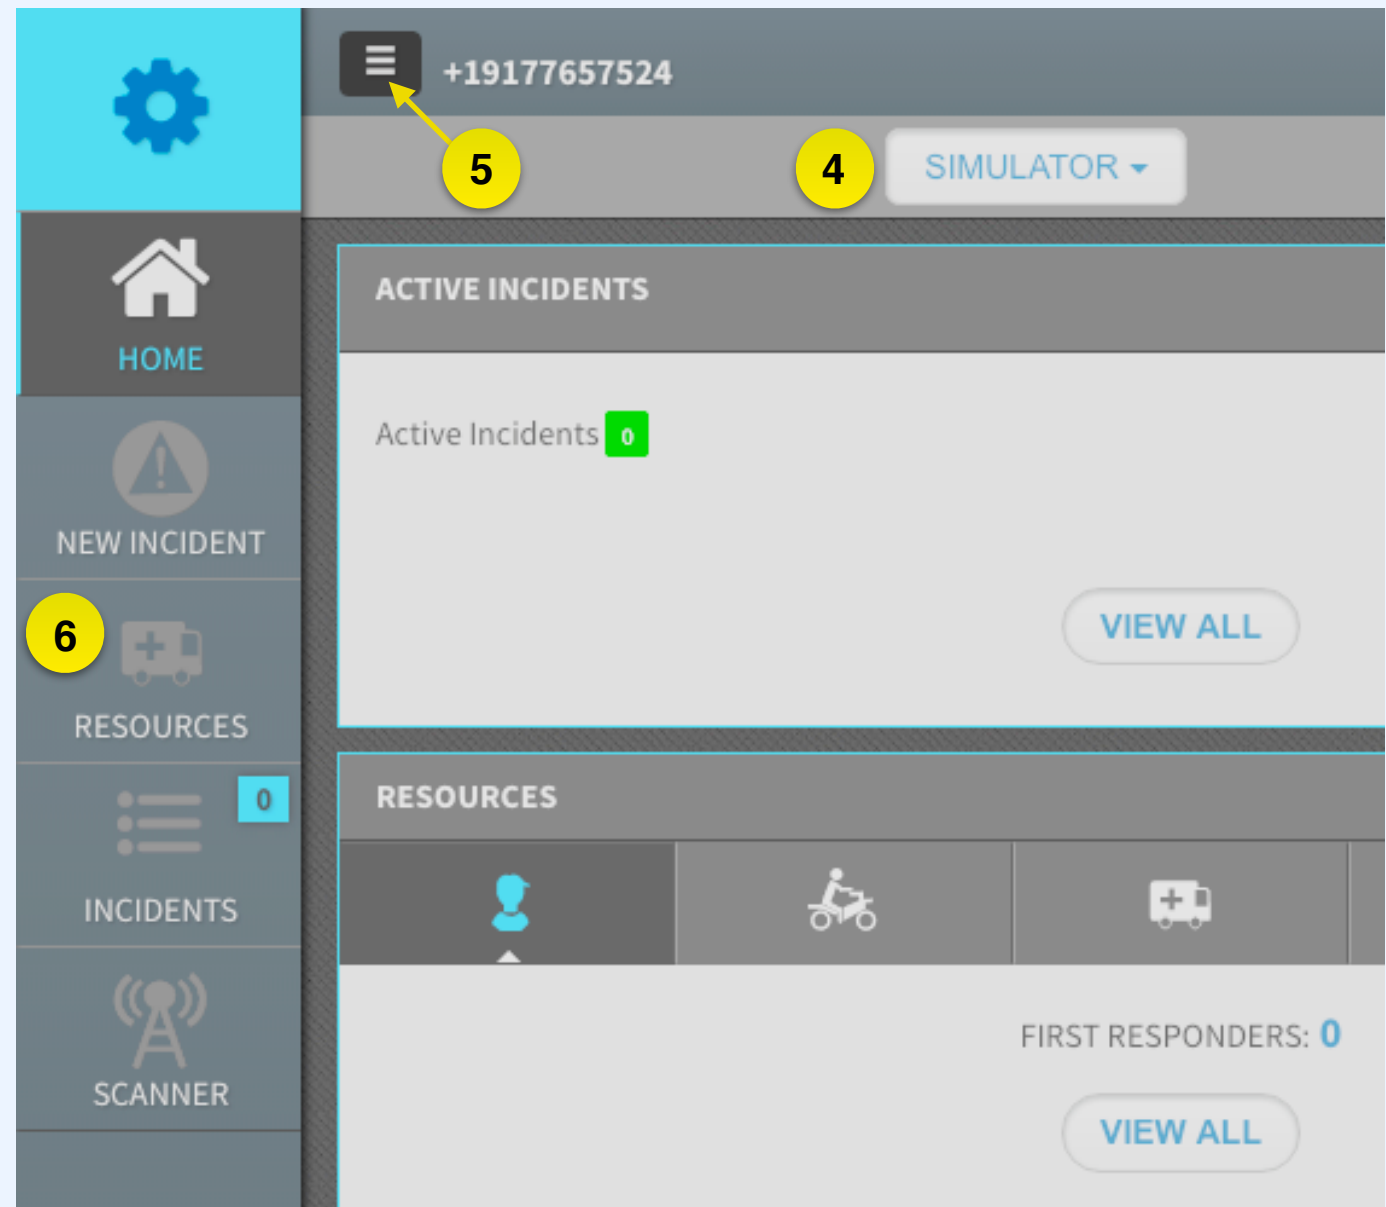 +19177657524
5
4
SIMULATOR
HOME
NEW INCIDENT
6
RESOURCES
0
INCIDENTS
SCANNER
ACTIVE INCIDENTS
Active Incidents 0
VIEW ALL
RESOURCES
FIRST RESPONDERS: 0
VIEW ALL